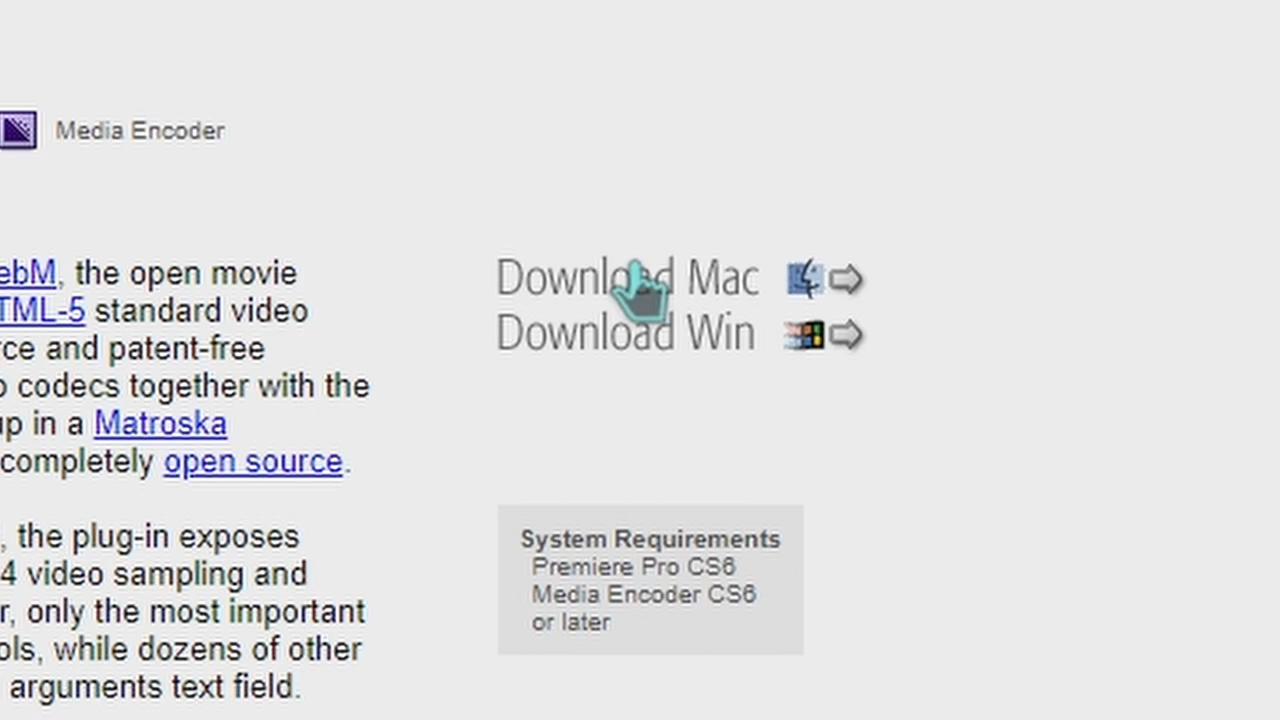 Media Encoder
ebM, the open movie
TML-5 standard video
rce and patent-free
o codecs together with the
up in a Matroska
completely open source.
, the plug-in exposes
4 video sampling and
r, only the most important
ols, while dozens of other
arguments text field.
Download Mac
Download Win
System Requirements
Premiere Pro CS6
Media Encoder CS6
or later